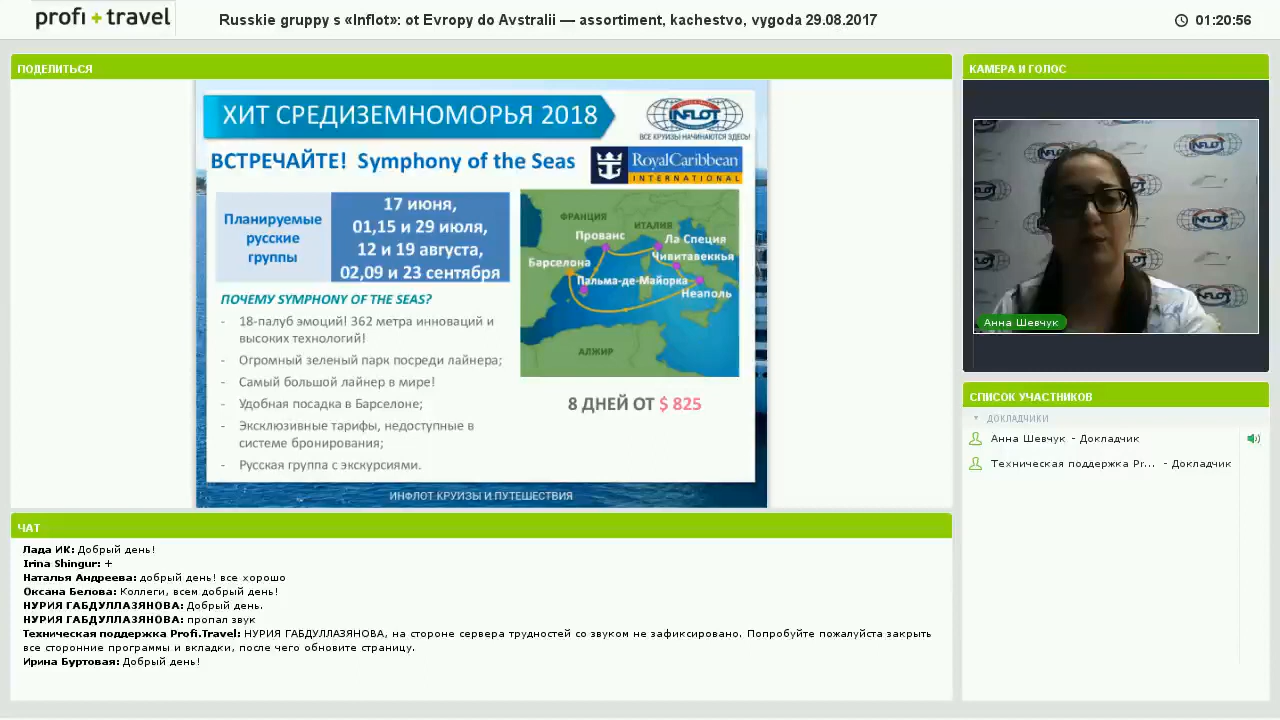 profi + travel
Russkie gruppy s «Inflot»: ot Evropy do Avstralii — assortiment, kachestvo, vygoda 29.08.2017
01:20:56
ПОДЕЛИТЬСЯ
ХИТ СРЕДИЗЕМНОМОРЬЯ 2018
INFLOT
ВСЕ КРУИЗЫ НАЧИНАЮТСЯ ЗДЕСЬ!
ВСТРЕЧАЙТЕ! Symphony of the Seas
RoyalCaribbean
INTERNATIONAL
Планируемые
русские
группы
17 июня,
01,15 и 29 июля,
12 и 19 августа,
02,09 и 23 сентября
ФРАНЦИЯ
ИТАЛИЯ
Прованс
Ла Специя
Чивитавеккья
Барселона
Пальма-де-Майорка
Неаполь
АЛЖИР
ПОЧЕМУ SYMPHONY OF THE SEAS?
- 18-палуб эмоций! 362 метра инноваций и
высоких технологий!
- Огромный зеленый парк посреди лайнера;
- Самый большой лайнер в мире!
- Удобная посадка в Барселоне;
- Эксклюзивные тарифы, недоступные в
системе бронирования;
- Русская группа с экскурсиями.
8 ДНЕЙ ОТ $ 825
ИНФЛОТ КРУИЗЫ И ПУТЕШЕСТВИЯ
КАМЕРА И ГОЛОС
INFLOT
INFLOT
INFLOT
INFLOT
Анна Шевчук
СПИСОК УЧАСТНИКОВ
ДОКЛАДЧИКИ
Анна Шевчук - Докладчик
Техническая поддержка Pr... - Докладчик
ЧАТ
Лада ИК: Добрый день!
Irina Shingur: +
Наталья Андреева: добрый день! все хорошо
Оксана Белова: Коллеги, всем добрый день!
НУРИЯ ГАБДУЛЛАЗЯНОВА: Добрый день.
НУРИЯ ГАБДУЛЛАЗЯНОВА: пропал звук
Техническая поддержка Profi.Travel: НУРИЯ ГАБДУЛЛАЗЯНОВА, на стороне сервера трудностей со звуком не зафиксировано. Попробуйте пожалуйста закрыть
все сторонние программы и вкладки, после чего обновите страницу.
Ирина Буртовая: Добрый день!